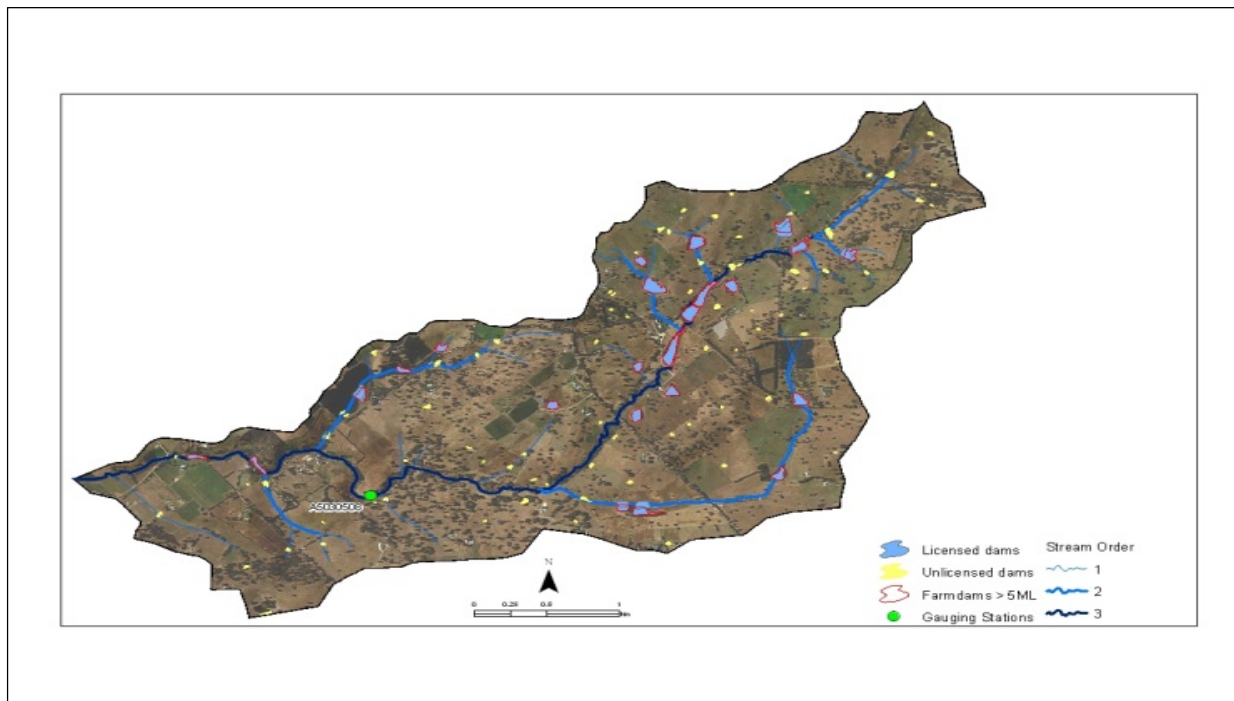 A5030506
N
Licensed dams
Unlicensed dams
Farmdams > 5ML
Gauging Stations
Stream Order
1
2
3
0 0.25 0.5 1